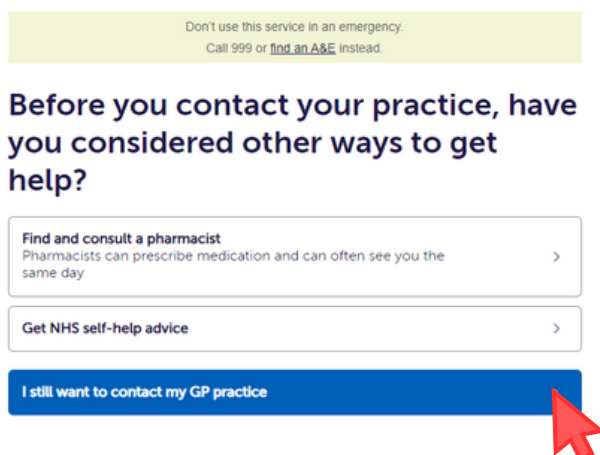 Don't use this service in an emergency.
Call 999 or find an A&E instead.
Before you contact your practice, have
you considered other ways to get
help?
Find and consult a pharmacist
Pharmacists can prescribe medication and can often see you the
same day
Get NHS self-help advice
I still want to contact my GP practice